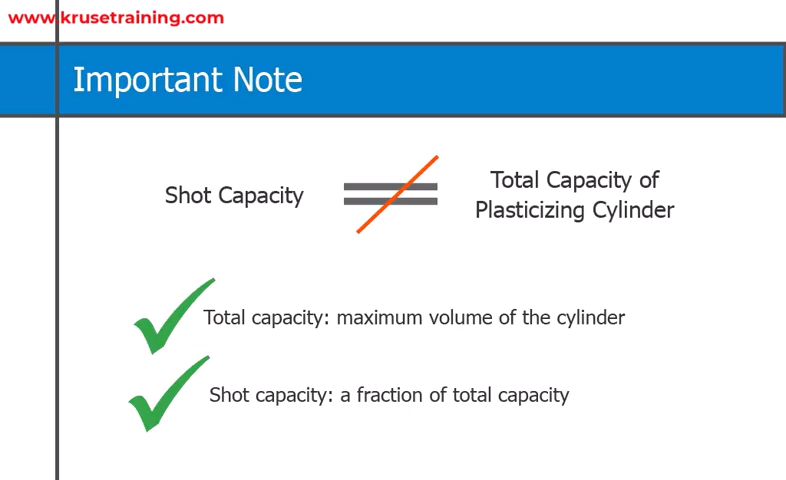 www.krusetraining.com
Important Note
Shot Capacity
Total Capacity of
Plasticizing Cylinder
Total capacity: maximum volume of the cylinder
Shot capacity: a fraction of total capacity